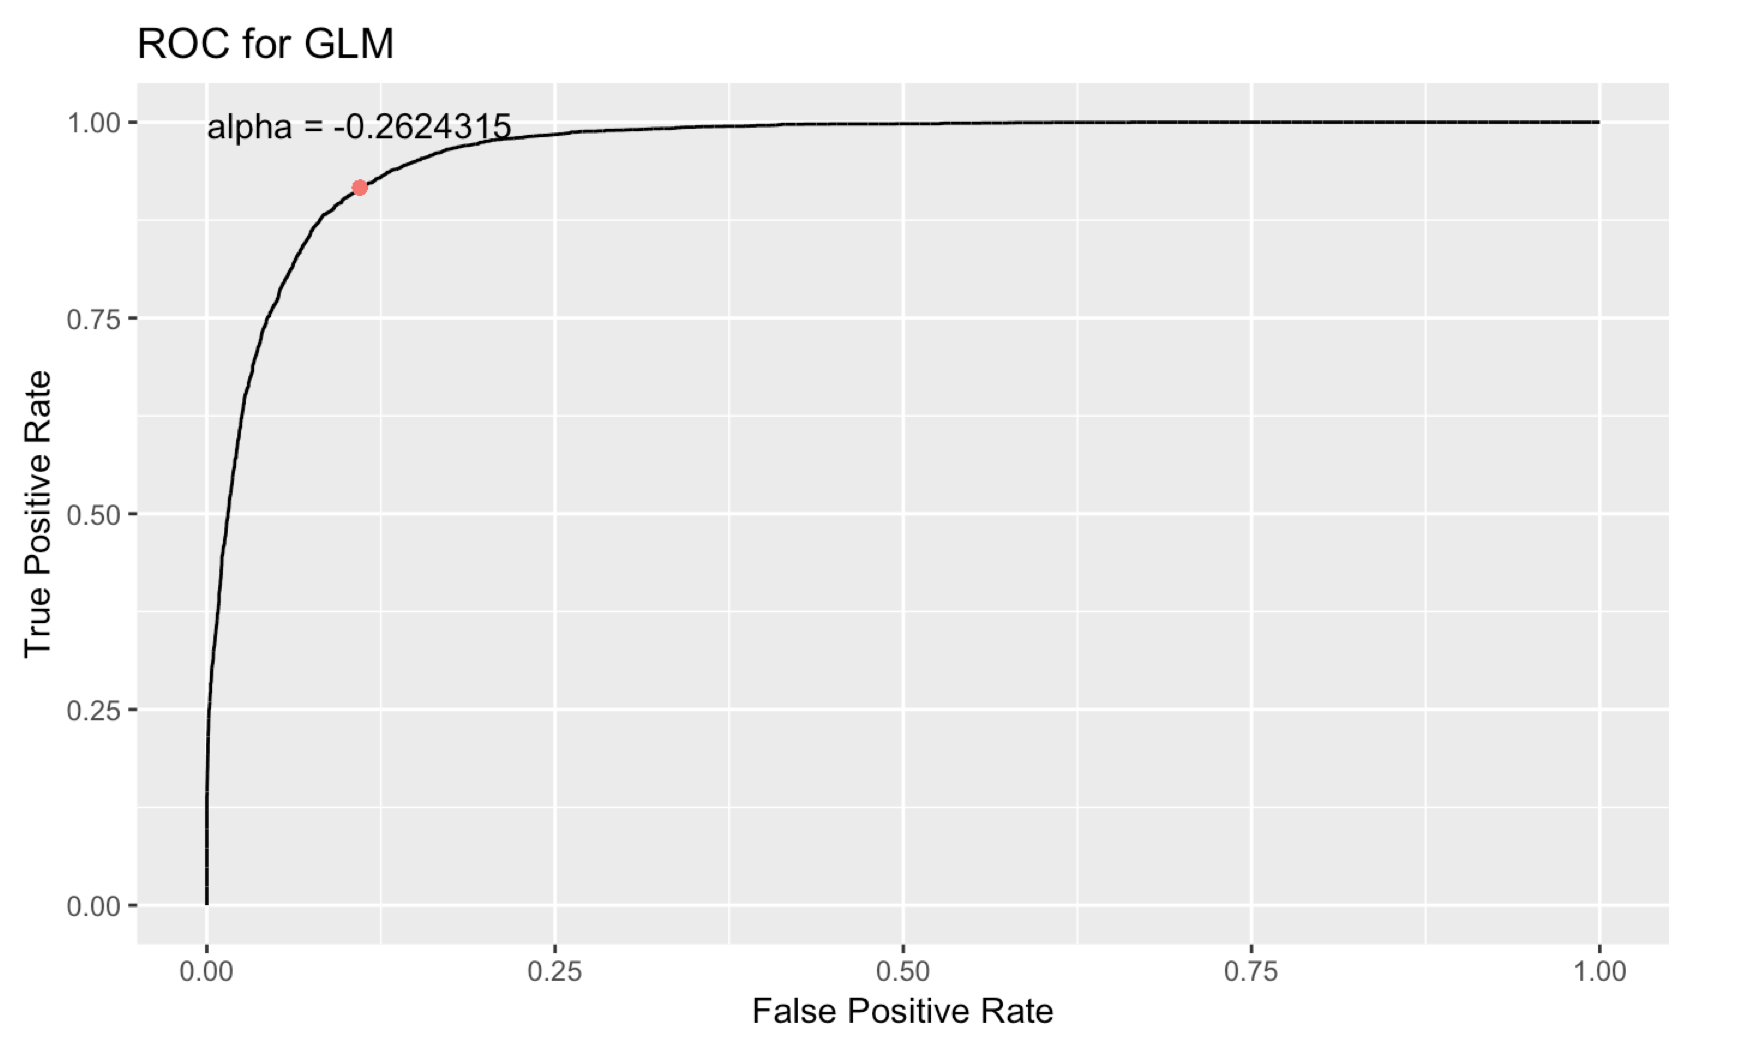 ROC for GLM
alpha = -0.2624315
1.00
0.75
0.50
0.25
0.00
True Positive Rate
0.00 0.25 0.50 0.75 1.00
False Positive Rate